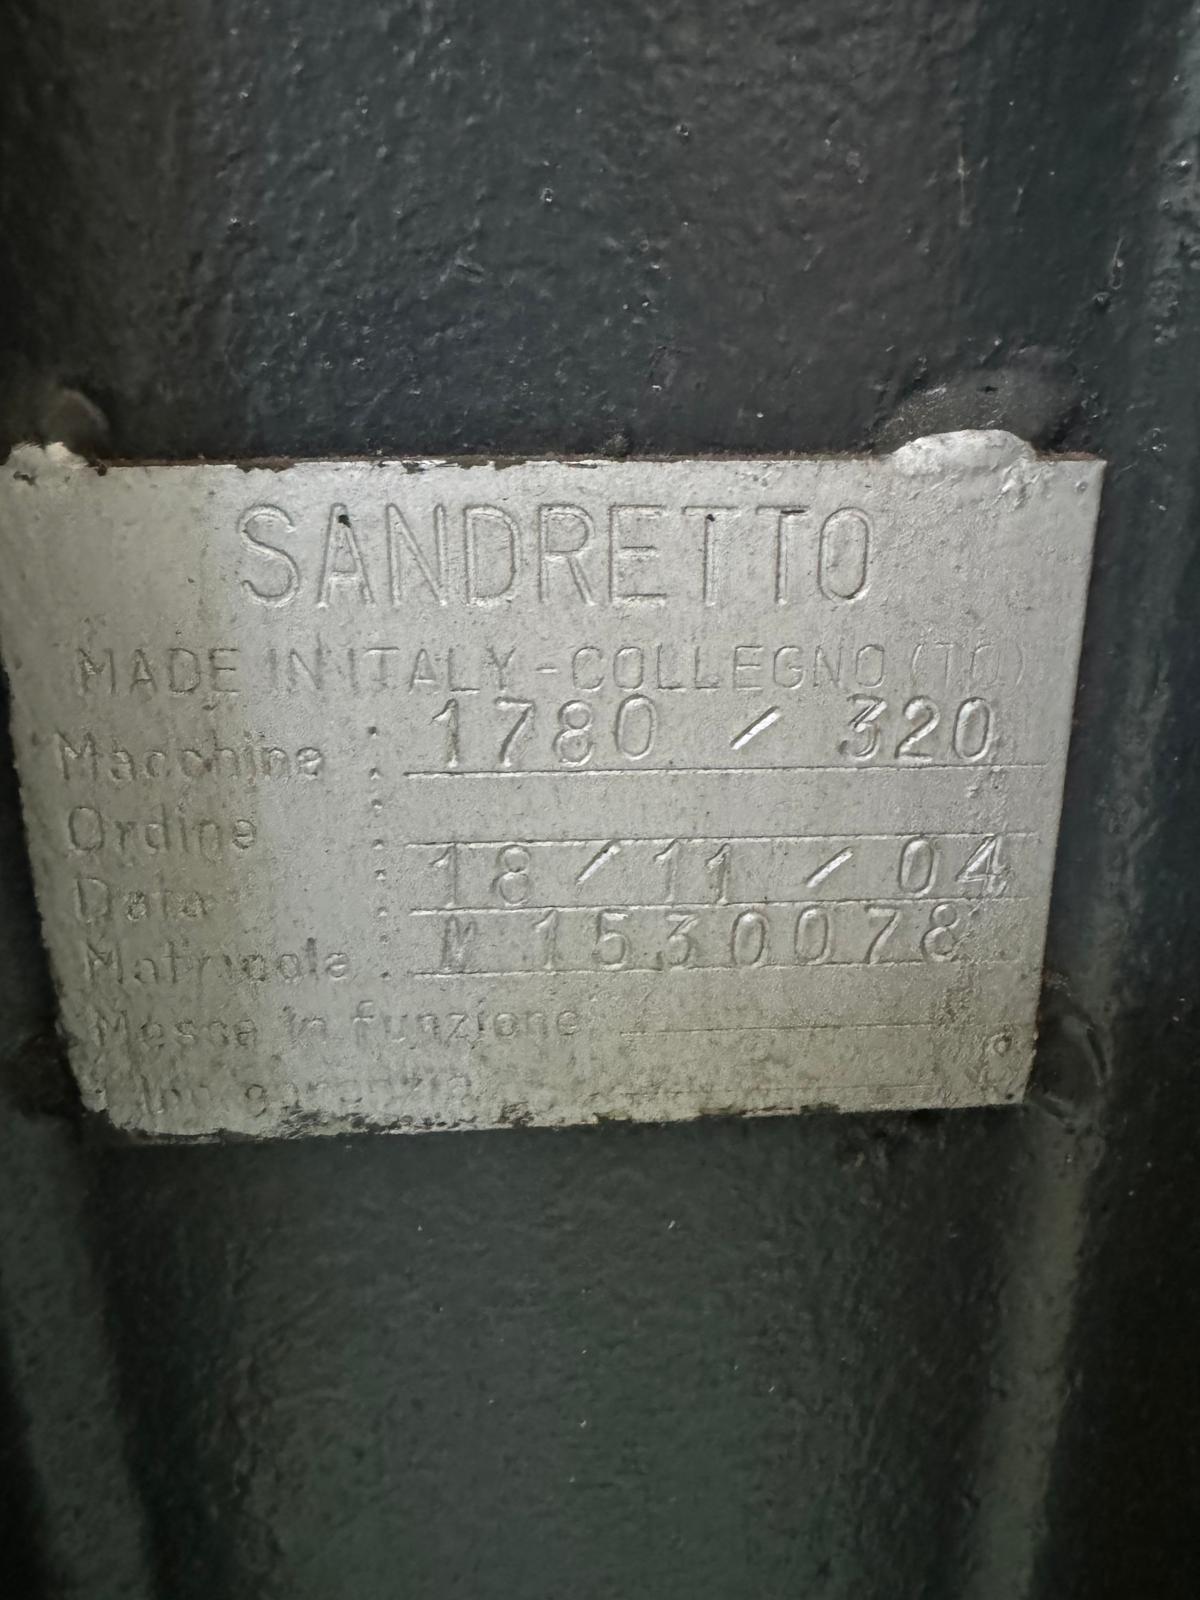 SANDRETTO
MADE IN ITALY - COLLEGNO (TO)
Macchina : 1780 / 320
Ordine :
Data : 18 / 11 / 04
Matricola : M 1530078
Messa in funzione
garanzia